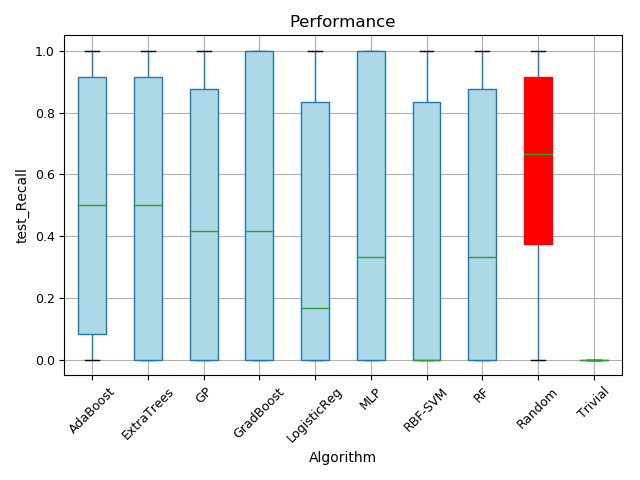 Performance
test_Recall
1.0
0.8
0.6
0.4
0.2
0.0
AdaBoost
ExtraTrees
GP
GradBoost
LogisticReg
MLP
RBF-SVM
RF
Random
Trivial
Algorithm